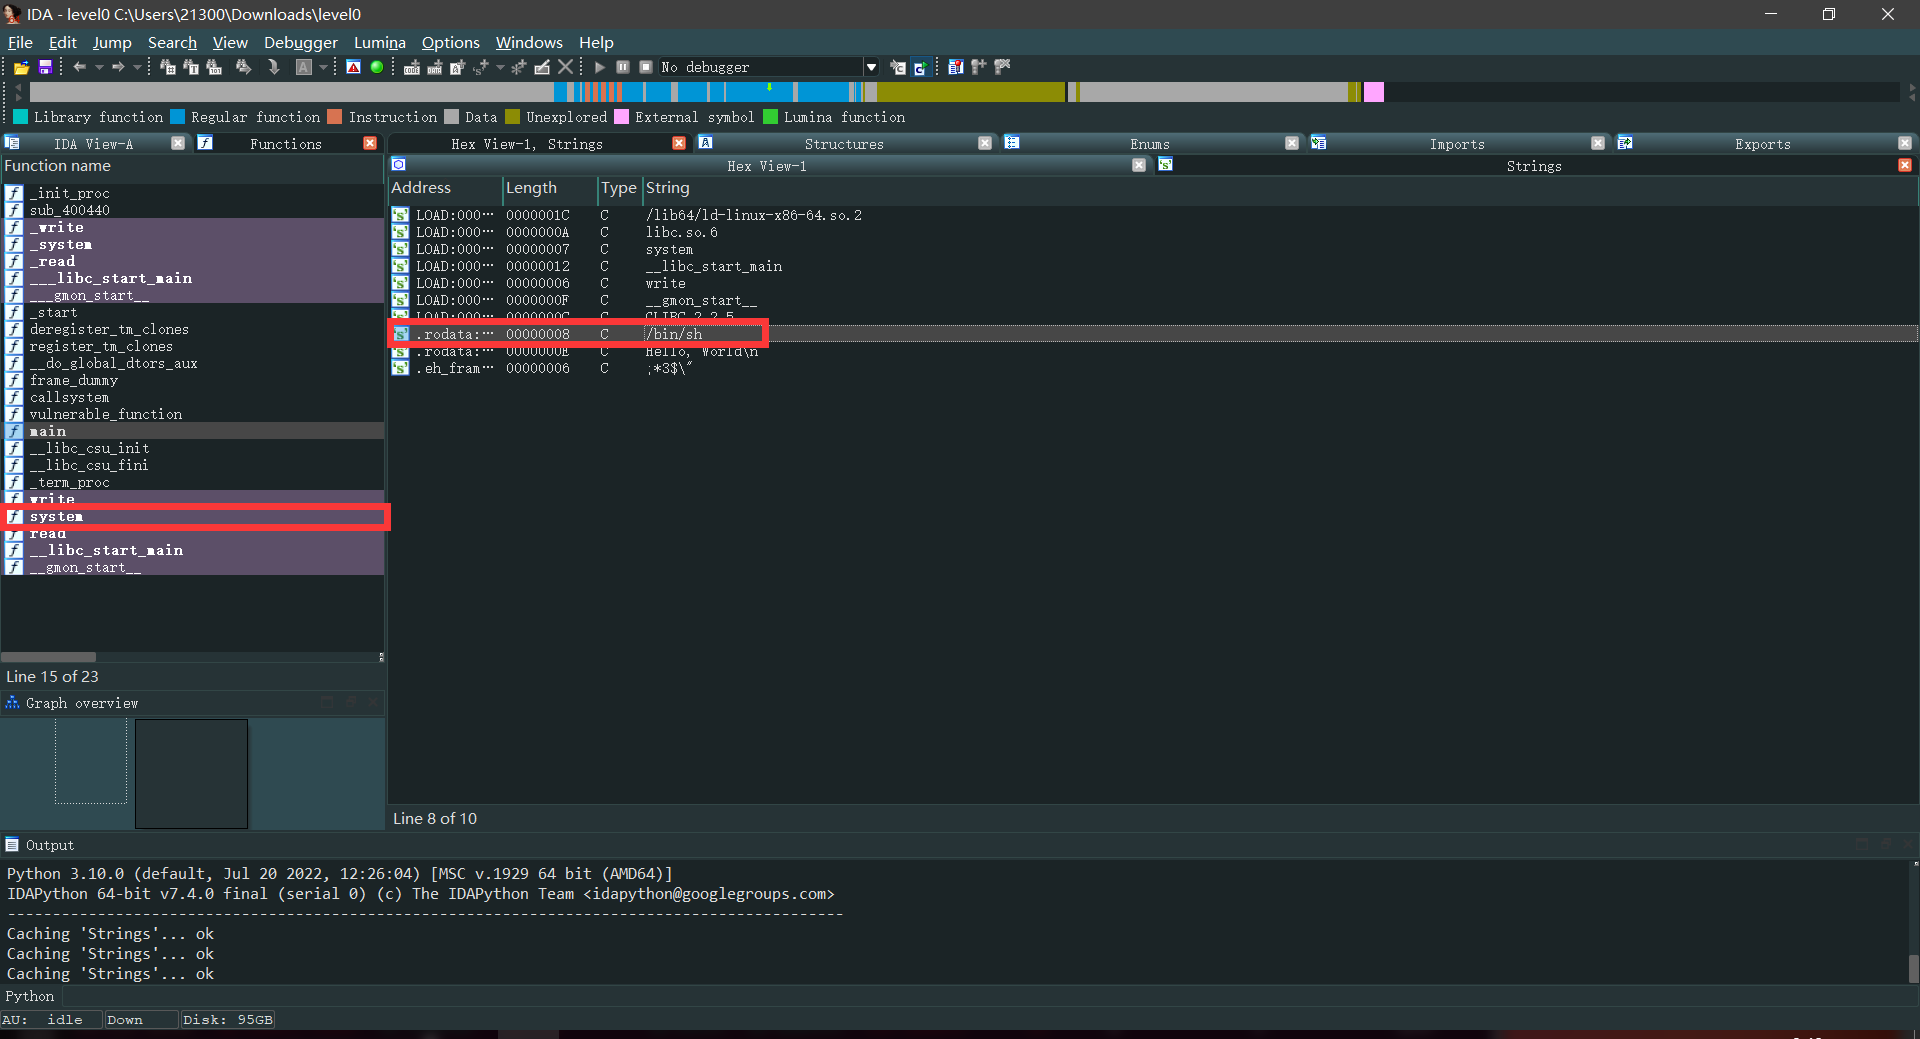 IDA - level0 C:\Users\21300\Downloads\level0
File Edit Jump Search View Debugger Lumina Options Windows Help
No debugger
Library function Regular function Instruction Data Unexplored External symbol Lumina function
IDA View-A Functions Hex View-1, Strings Structures Enums Imports Exports
Function name
_init_proc
sub_400440
_write
_system
_read
___libc_start_main
___gmon_start__
_start
deregister_tm_clones
register_tm_clones
__do_global_dtors_aux
frame_dummy
callsystem
vulnerable_function
main
__libc_csu_init
__libc_csu_fini
_term_proc
write
system
read
__libc_start_main
__gmon_start__
Line 15 of 23
Graph overview
Hex View-1 Strings
Address Length Type String
LOAD:000… 0000001C C /lib64/ld-linux-x86-64.so.2
LOAD:000… 0000000A C libc.so.6
LOAD:000… 00000007 C system
LOAD:000… 00000012 C __libc_start_main
LOAD:000… 00000006 C write
LOAD:000… 0000000F C __gmon_start__
LOAD:000… 0000000C C GLIBC_2.2.5
.rodata:… 00000008 C /bin/sh
.rodata:… 0000000E C Hello, World\n
.eh_fram… 00000006 C ;*3$\"
Line 8 of 10
Output
Python 3.10.0 (default, Jul 20 2022, 12:26:04) [MSC v.1929 64 bit (AMD64)]
IDAPython 64-bit v7.4.0 final (serial 0) (c) The IDAPython Team <idapython@googlegroups.com>
--------------------------------------------------------------------------------------------
Caching 'Strings'... ok
Caching 'Strings'... ok
Caching 'Strings'... ok
Python
AU: idle Down Disk: 95GB